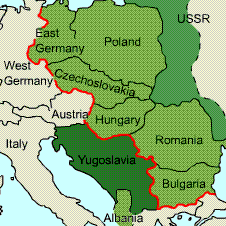 USSR
East
Germany
Poland
West
Germany
Czechoslovakia
Austria
Hungary
Italy
Romania
Yugoslavia
Bulgaria
Albania